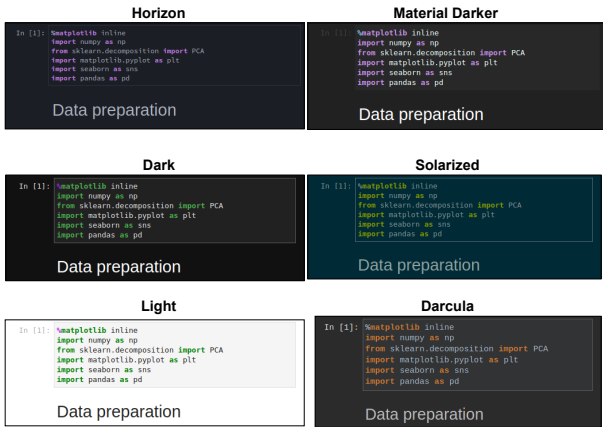 Horizon
In [1]: %matplotlib inline
import numpy as np
from sklearn.decomposition import PCA
import matplotlib.pyplot as plt
import seaborn as sns
import pandas as pd
Data preparation
Material Darker
In [1]: %matplotlib inline
import numpy as np
from sklearn.decomposition import PCA
import matplotlib.pyplot as plt
import seaborn as sns
import pandas as pd
Data preparation
Dark
In [1]: %matplotlib inline
import numpy as np
from sklearn.decomposition import PCA
import matplotlib.pyplot as plt
import seaborn as sns
import pandas as pd
Data preparation
Solarized
In [1]: %matplotlib inline
import numpy as np
from sklearn.decomposition import PCA
import matplotlib.pyplot as plt
import seaborn as sns
import pandas as pd
Data preparation
Light
In [1]: %matplotlib inline
import numpy as np
from sklearn.decomposition import PCA
import matplotlib.pyplot as plt
import seaborn as sns
import pandas as pd
Data preparation
Darcula
In [1]: %matplotlib inline
import numpy as np
from sklearn.decomposition import PCA
import matplotlib.pyplot as plt
import seaborn as sns
import pandas as pd
Data preparation